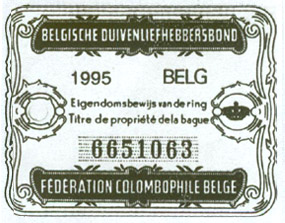 BELGISCHE DUIVENLIEFHEBBERSBOND
1995 BELG
Eigendomsbewijs van de ring
Titre de propriété de la bague
6651063
FEDERATION COLOMBOPHILE BELGE